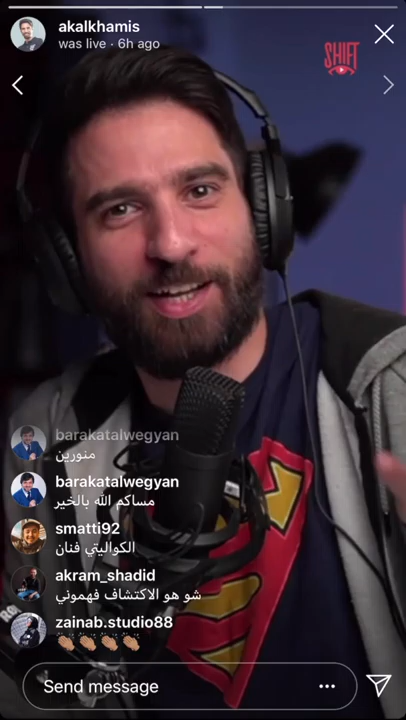 akalkhamis
was live · 6h ago
SHIFT
barakatalwegyan
منورين
barakatalwegyan
مساكم الله بالخير
smatti92
الكواليتي فنان
akram_shadid
شو هو الاكتشاف فهموني
zainab.studio88
Send message